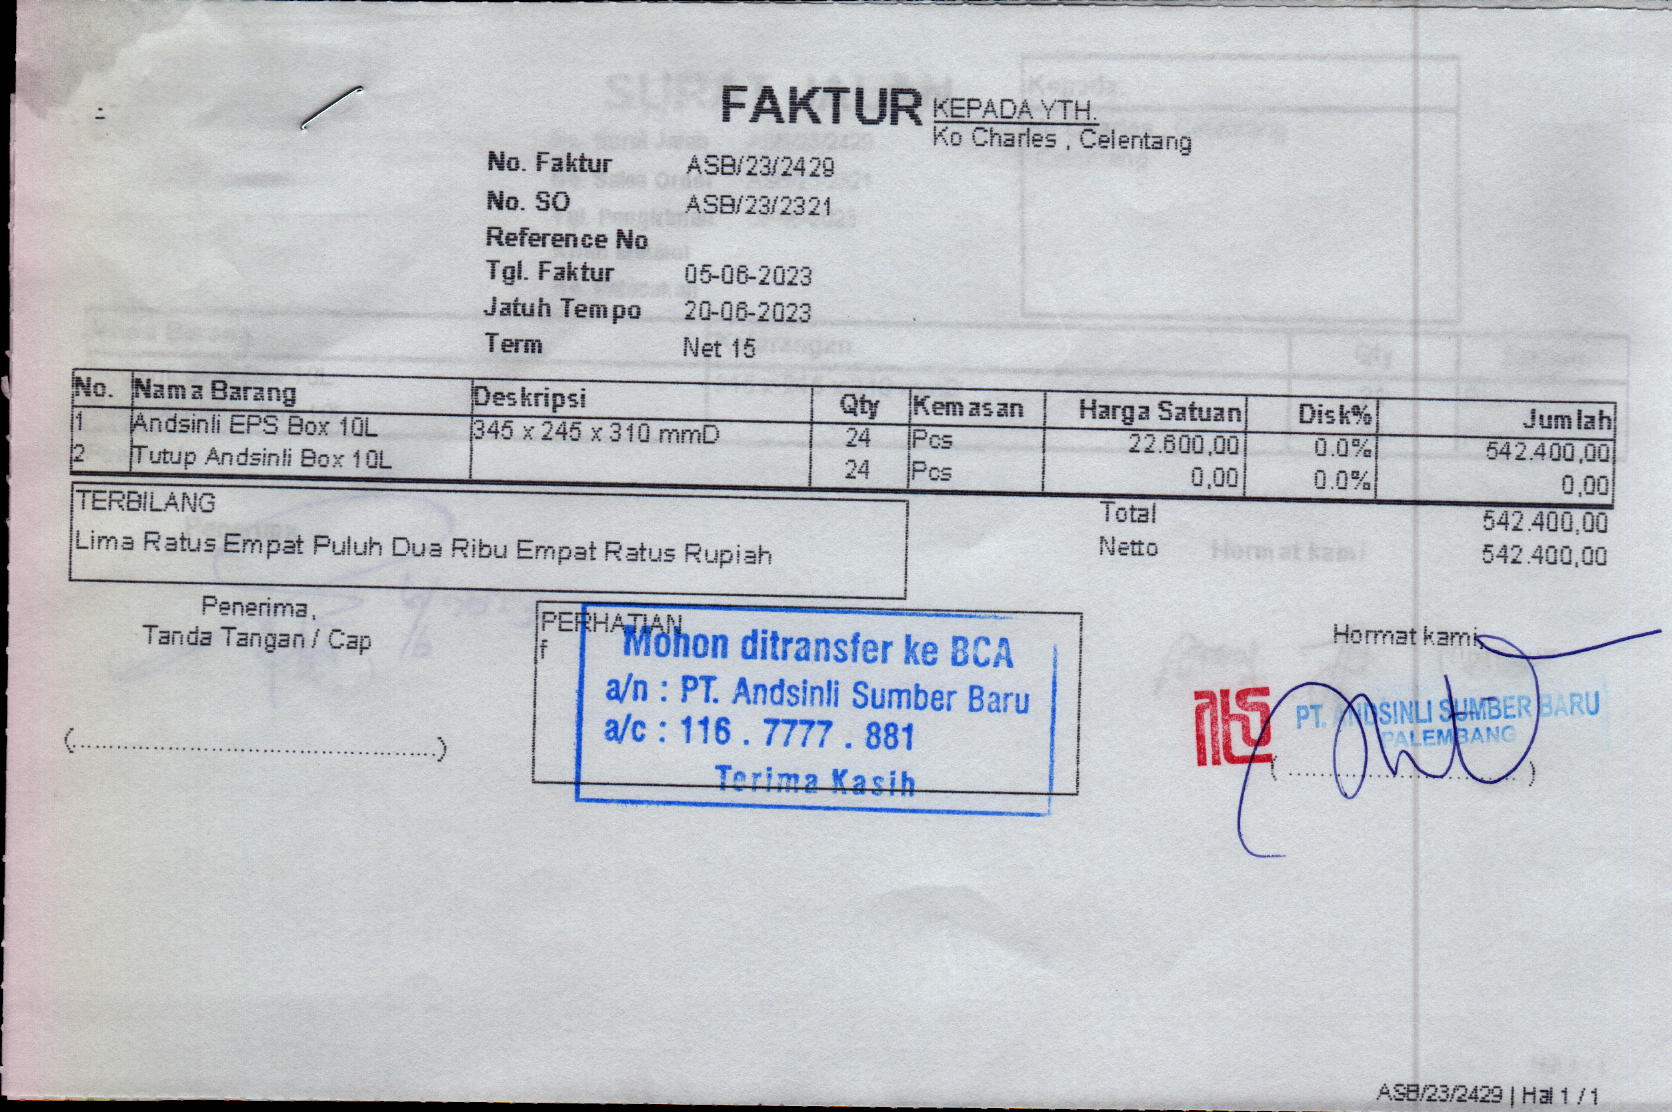 FAKTUR
KEPADA YTH.
Ko Charles , Celentang
No. Faktur ASB/23/2429
No. SO ASB/23/2321
Reference No
Tgl. Faktur 05-06-2023
Jatuh Tempo 20-06-2023
Term Net 15
No. Nama Barang Deskripsi Qty Kemasan Harga Satuan Disk% Jumlah
1 Andsinli EPS Box 10L 345 x 245 x 310 mmD 24 Pcs 22.600,00 0.0% 542.400,00
2 Tutup Andsinli Box 10L 24 Pcs 0,00 0.0% 0,00
TERBILANG
Lima Ratus Empat Puluh Dua Ribu Empat Ratus Rupiah
Total 542.400,00
Netto 542.400,00
Penerima,
Tanda Tangan / Cap
(........................................)
PERHATIAN
f
Mohon ditransfer ke BCA
a/n : PT. Andsinli Sumber Baru
a/c : 116 . 7777 . 881
Terima Kasih
Hormat kami,
PT. ANDSINLI SUMBER BARU
PALEMBANG
(........................................)
ASB/23/2429 | Hal 1 / 1